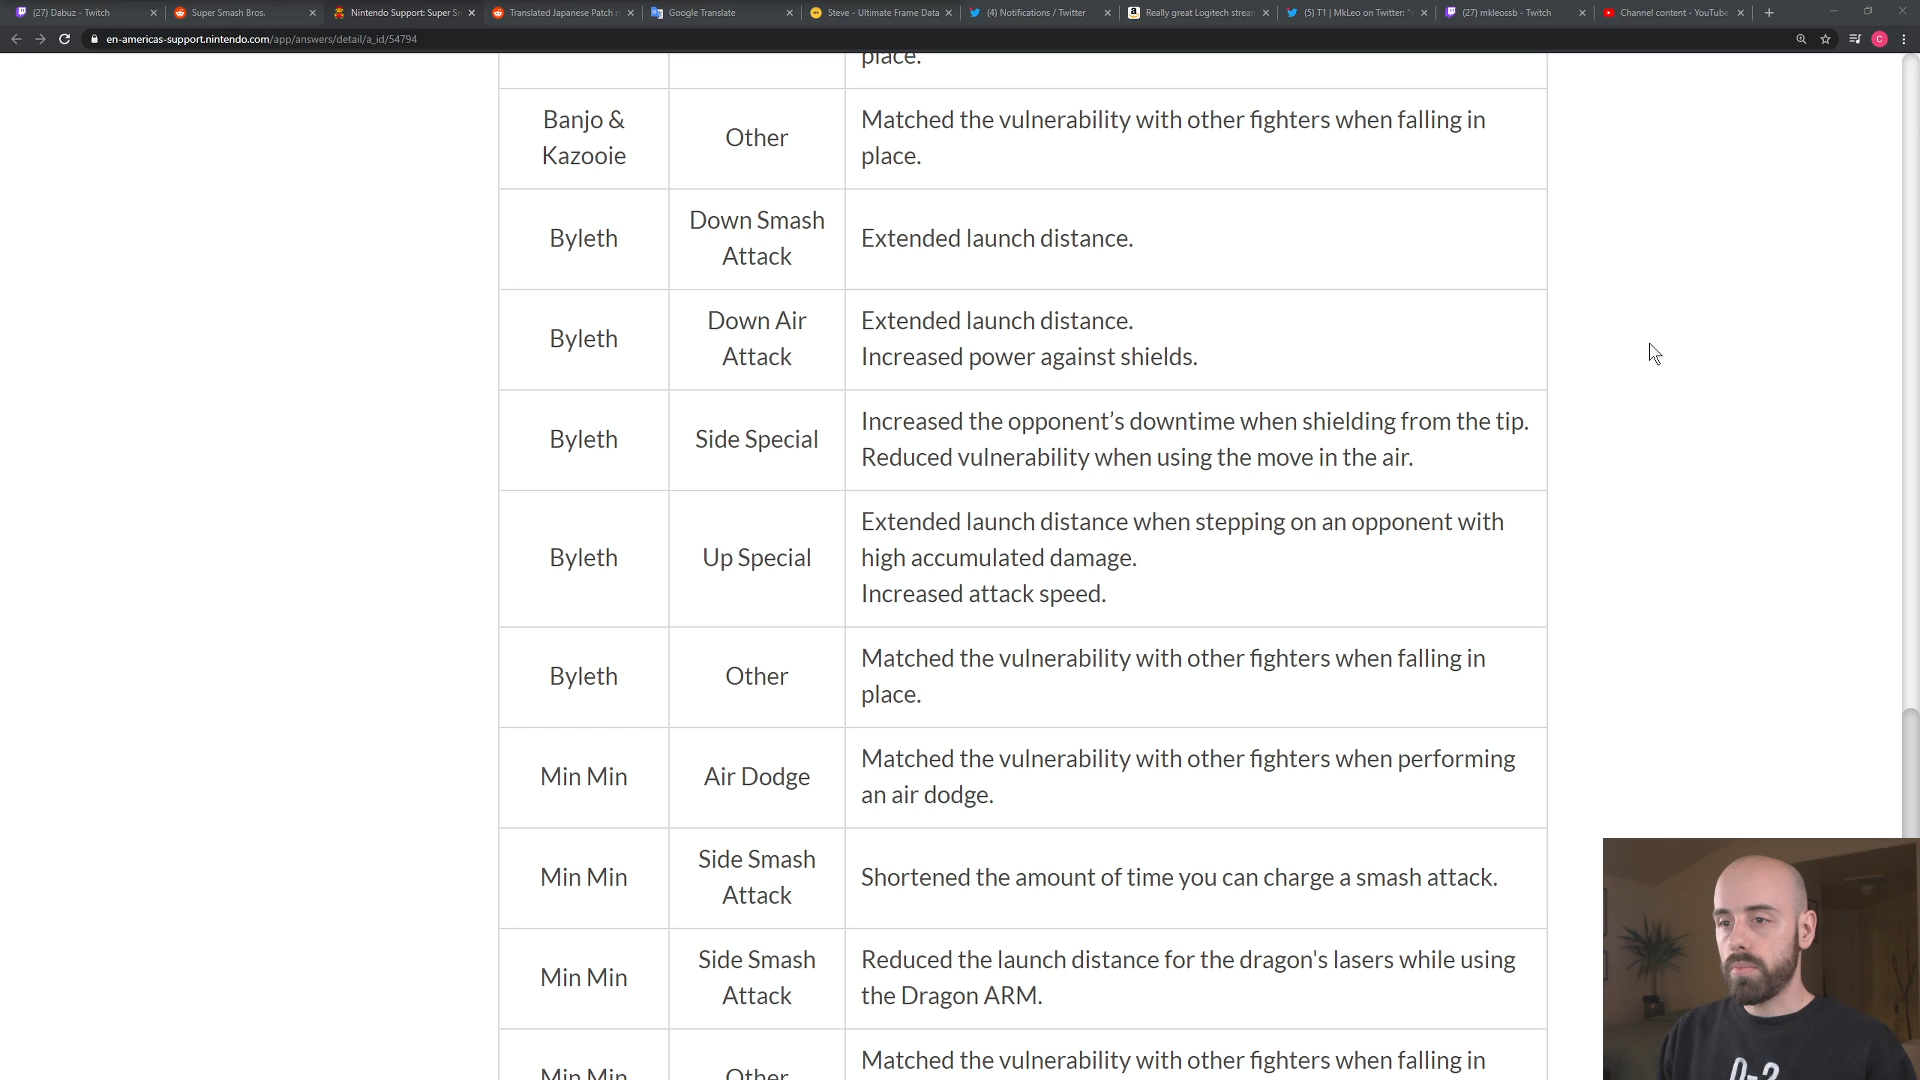 (27) Dabuz - Twitch
Super Smash Bros.
Nintendo Support: Super S
Translated Japanese Patch
Google Translate
Steve - Ultimate Frame Data
(4) Notifications / Twitter
Really great Logitech strea
(5) T1 | MkLeo on Twitter: "
(27) mkleossb - Twitch
Channel content - YouTube
en-americas-support.nintendo.com/app/answers/detail/a_id/54794
C
place.
Banjo &
Kazooie
Other
Matched the vulnerability with other fighters when falling in
place.
Byleth
Down Smash
Attack
Extended launch distance.
Byleth
Down Air
Attack
Extended launch distance.
Increased power against shields.
Byleth
Side Special
Increased the opponent’s downtime when shielding from the tip.
Reduced vulnerability when using the move in the air.
Byleth
Up Special
Extended launch distance when stepping on an opponent with
high accumulated damage.
Increased attack speed.
Byleth
Other
Matched the vulnerability with other fighters when falling in
place.
Min Min
Air Dodge
Matched the vulnerability with other fighters when performing
an air dodge.
Min Min
Side Smash
Attack
Shortened the amount of time you can charge a smash attack.
Min Min
Side Smash
Attack
Reduced the launch distance for the dragon's lasers while using
the Dragon ARM.
Min Min
Other
Matched the vulnerability with other fighters when falling in